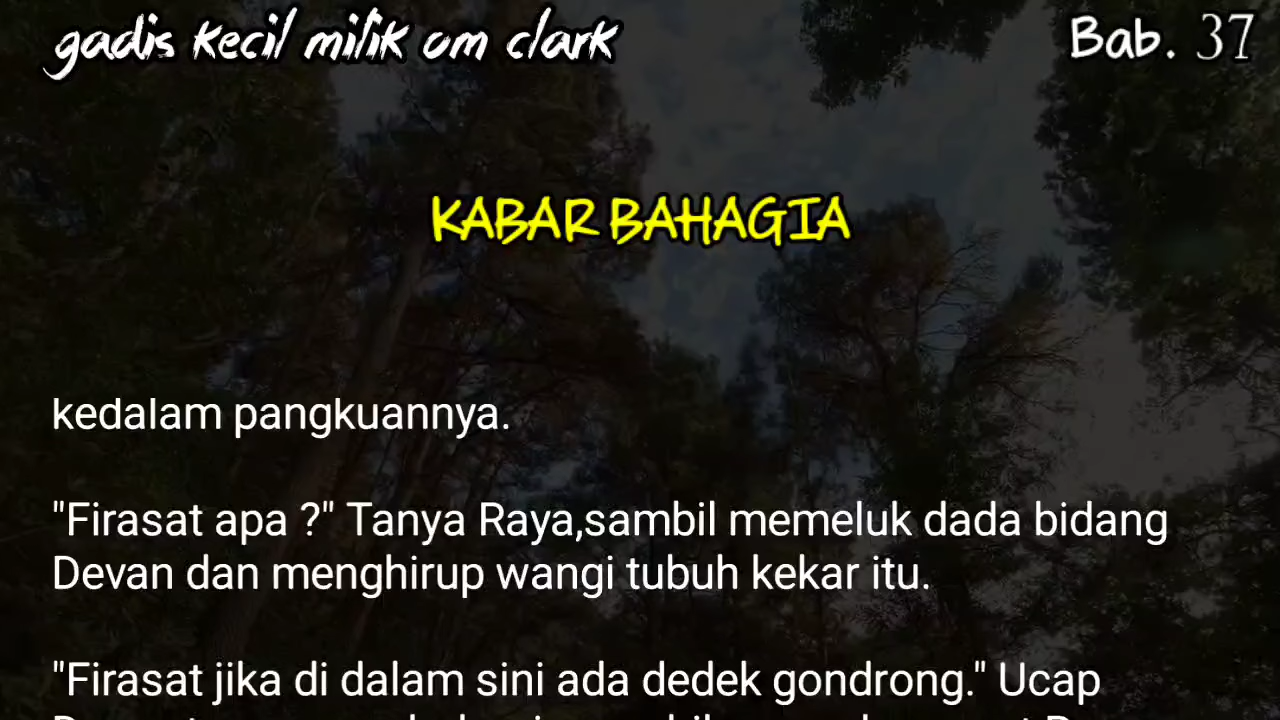 gadis kecil milik om clark
Bab. 37
KABAR BAHAGIA
kedalam pangkuannya.
"Firasat apa ?" Tanya Raya,sambil memeluk dada bidang
Devan dan menghirup wangi tubuh kekar itu.
"Firasat jika di dalam sini ada dedek gondrong." Ucap